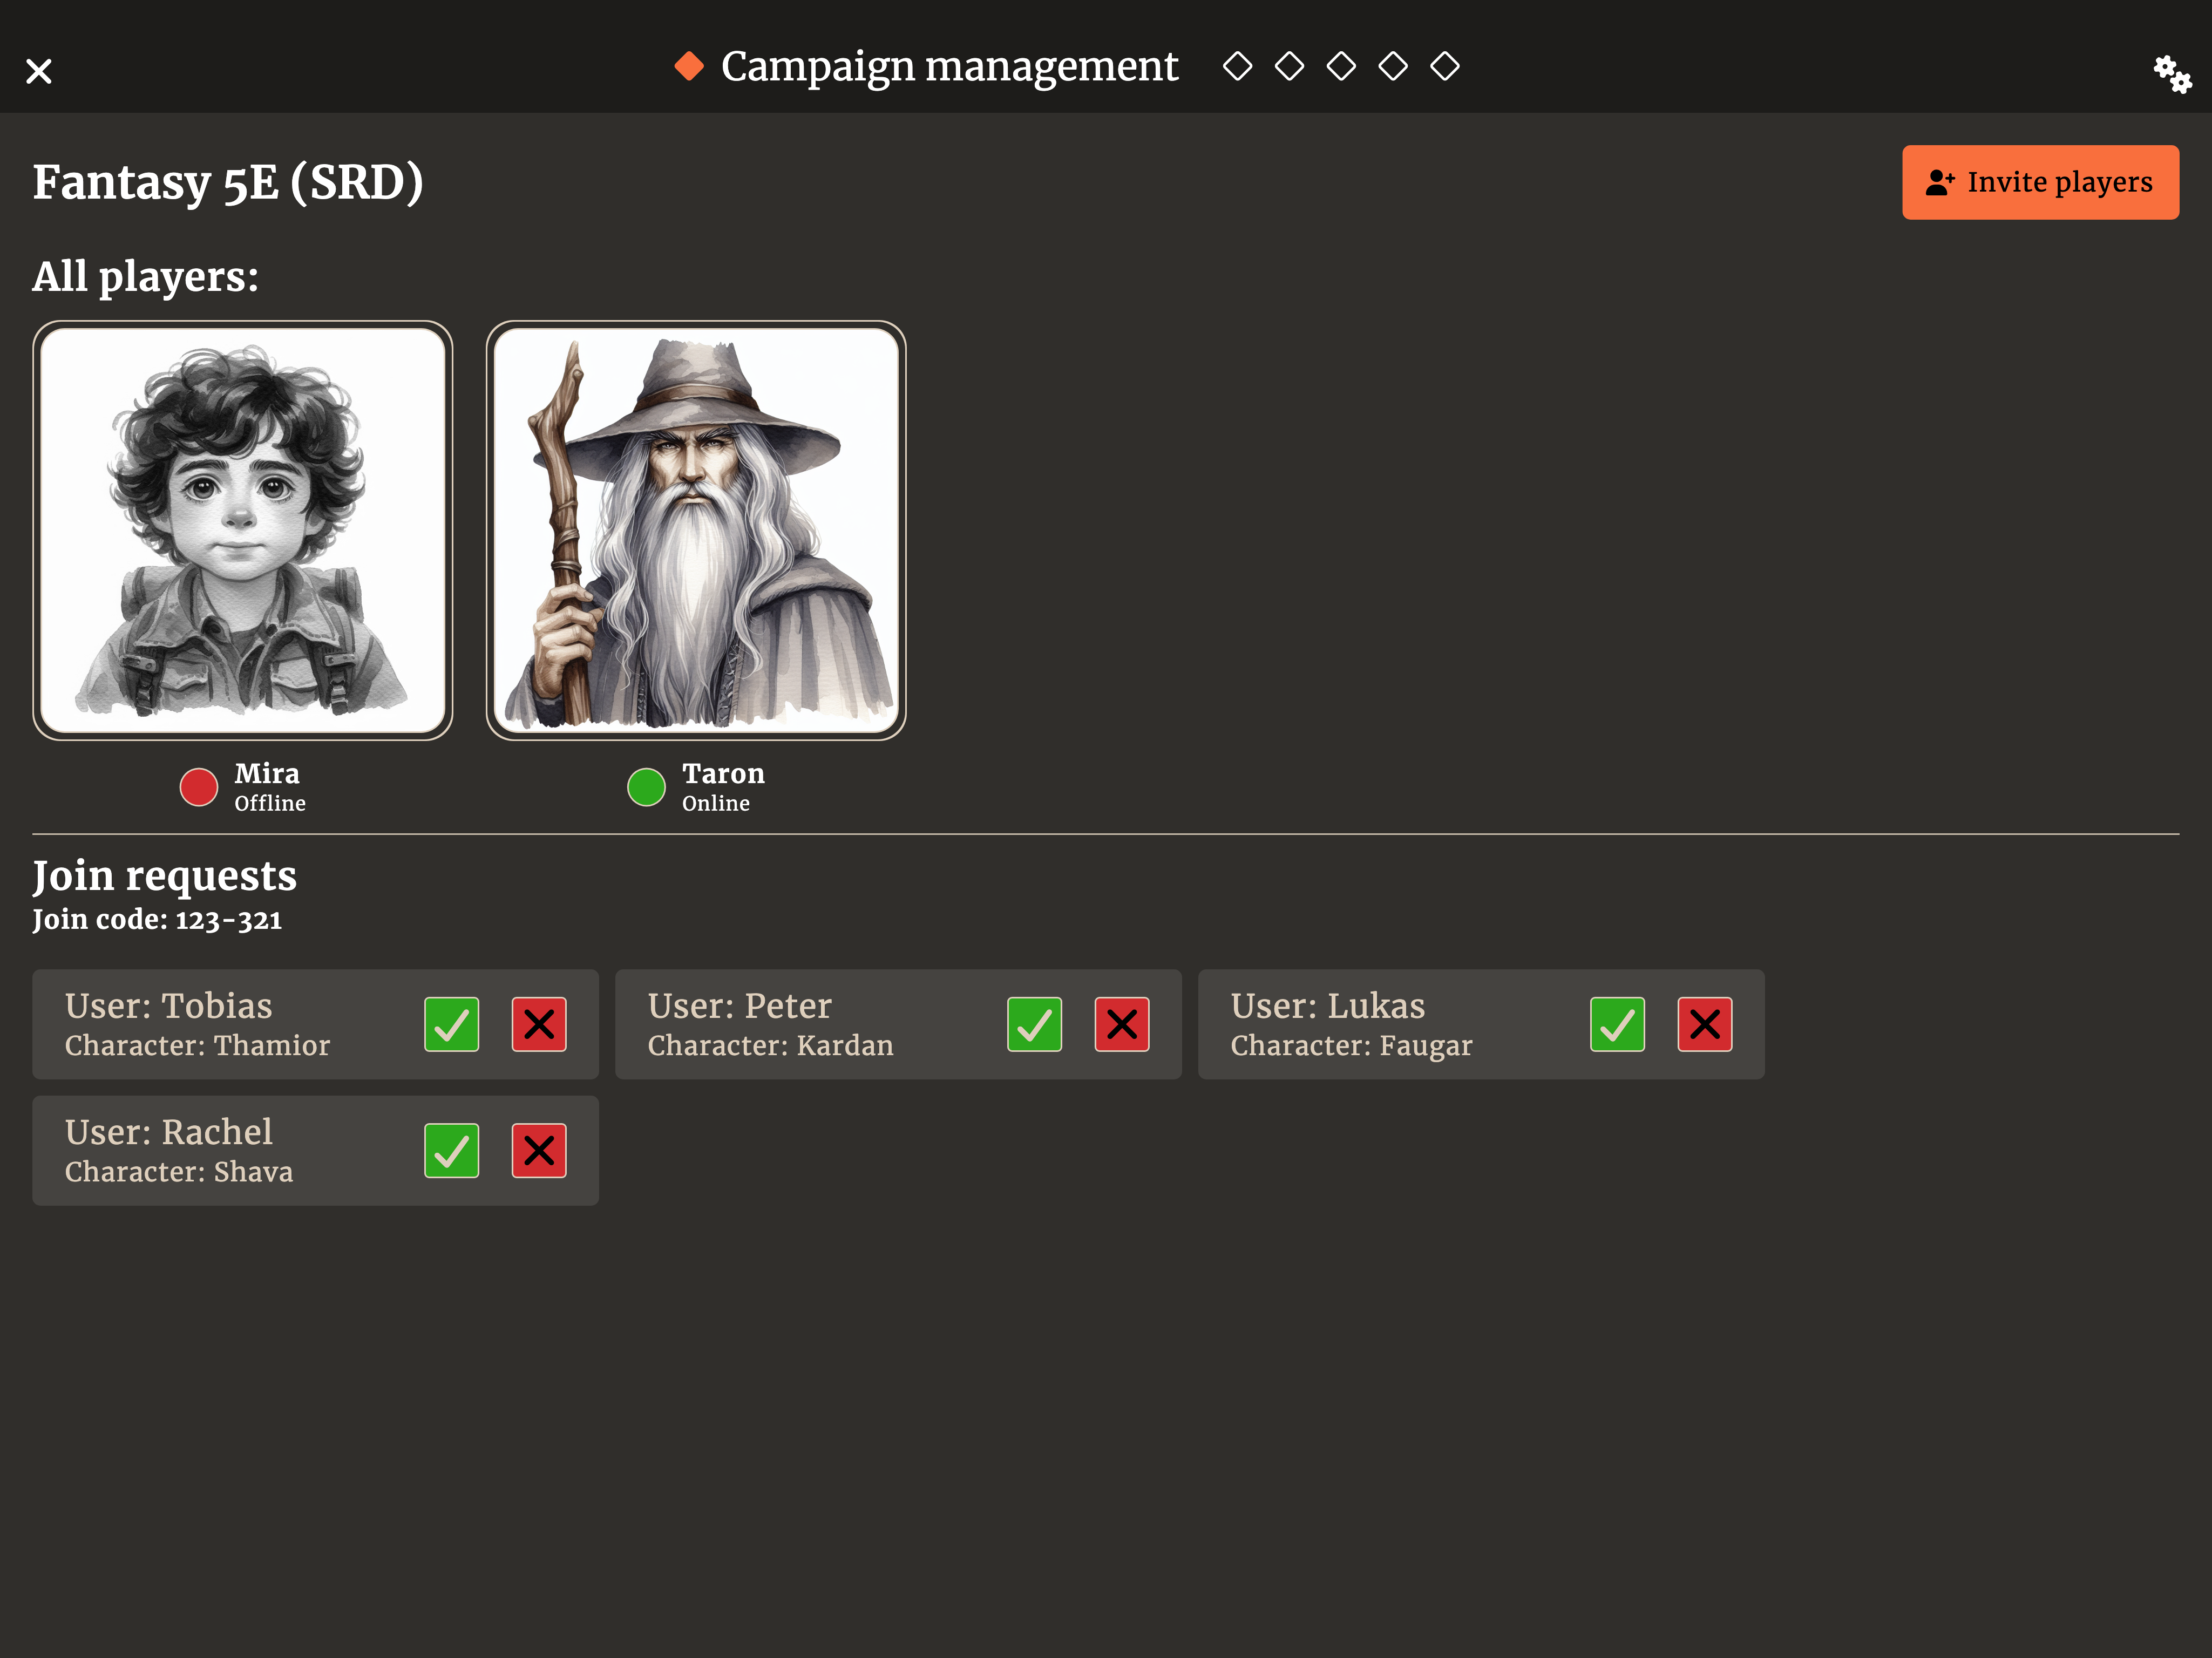 Campaign management
Fantasy 5E (SRD)
Invite players
All players:
Mira
Offline
Taron
Online
Join requests
Join code: 123-321
User: Tobias
Character: Thamior
User: Peter
Character: Kardan
User: Lukas
Character: Faugar
User: Rachel
Character: Shava